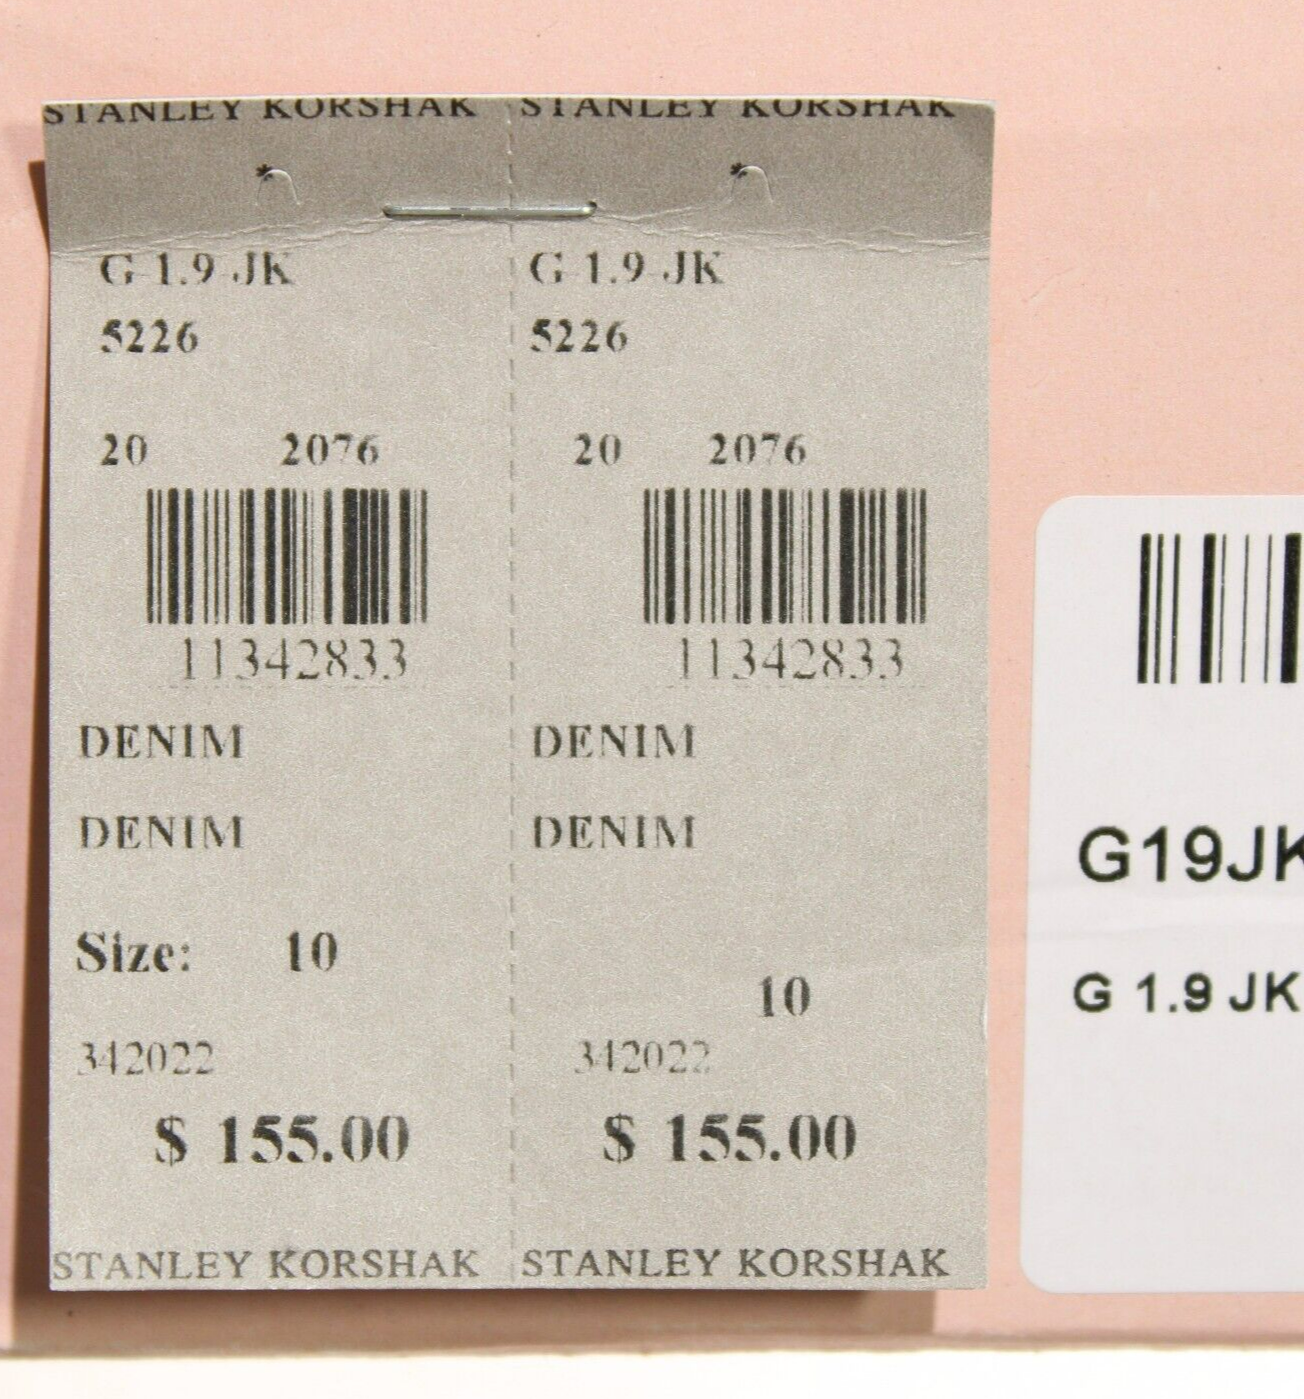 STANLEY KORSHAK STANLEY KORSHAK
* *
G 1.9 JK G 1.9 JK
5226 5226
20 2076 20 2076
11342833 11342833
DENIM DENIM
DENIM DENIM
Size: 10
10
342022 342022
$ 155.00 $ 155.00
STANLEY KORSHAK STANLEY KORSHAK
G19JK
G 1.9 JK